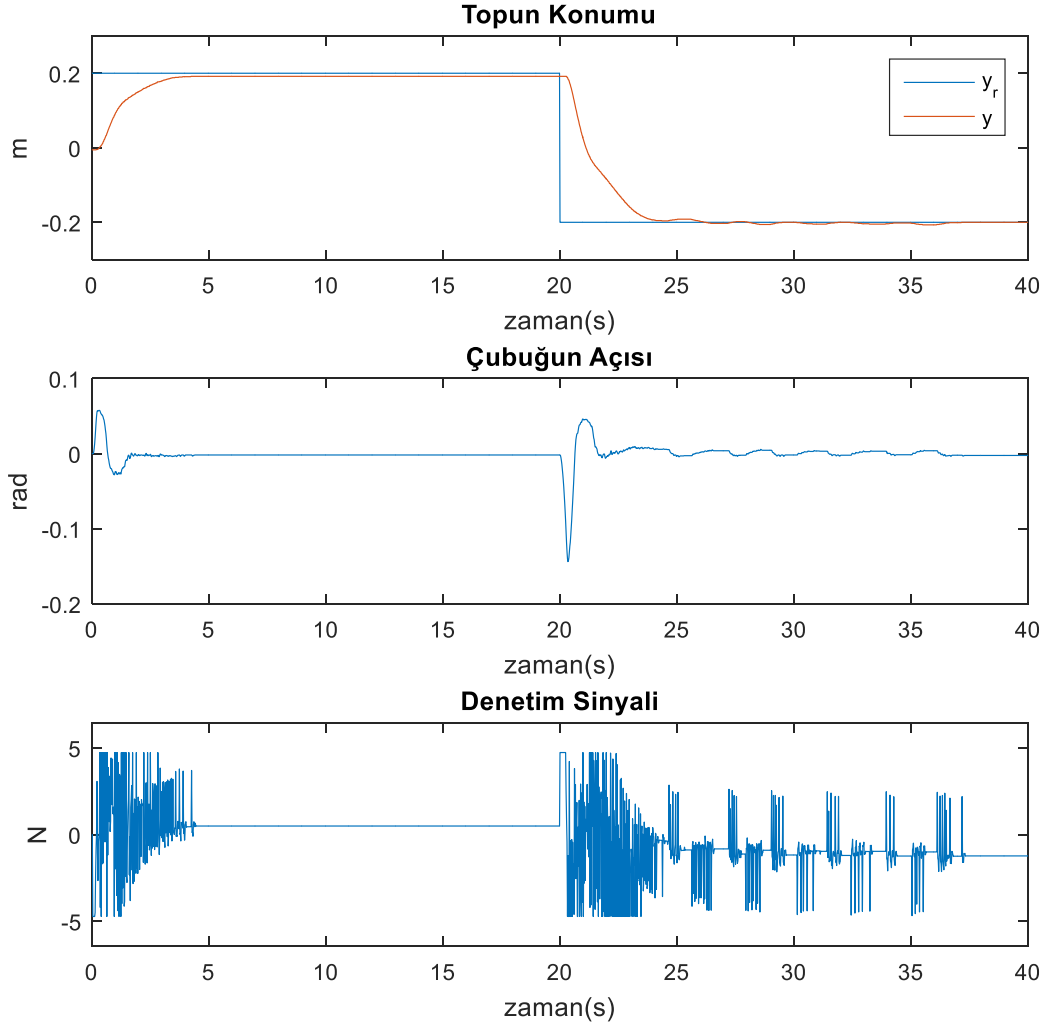 Topun Konumu
0.2
0
-0.2
m
y_r
y
0 5 10 15 20 25 30 35 40
zaman(s)
Çubuğun Açısı
0.1
0
-0.1
-0.2
rad
0 5 10 15 20 25 30 35 40
zaman(s)
Denetim Sinyali
5
0
-5
N
0 5 10 15 20 25 30 35 40
zaman(s)